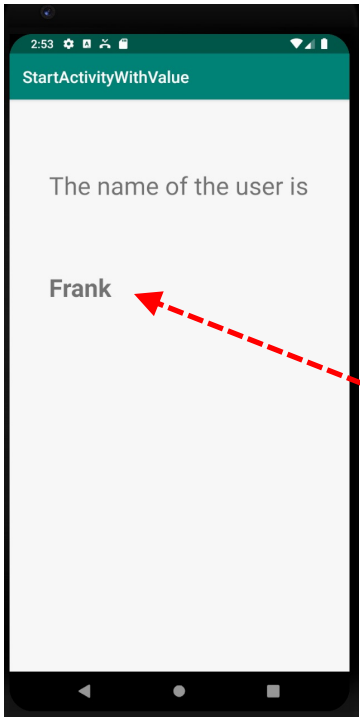 2:53
StartActivityWithValue
The name of the user is
Frank